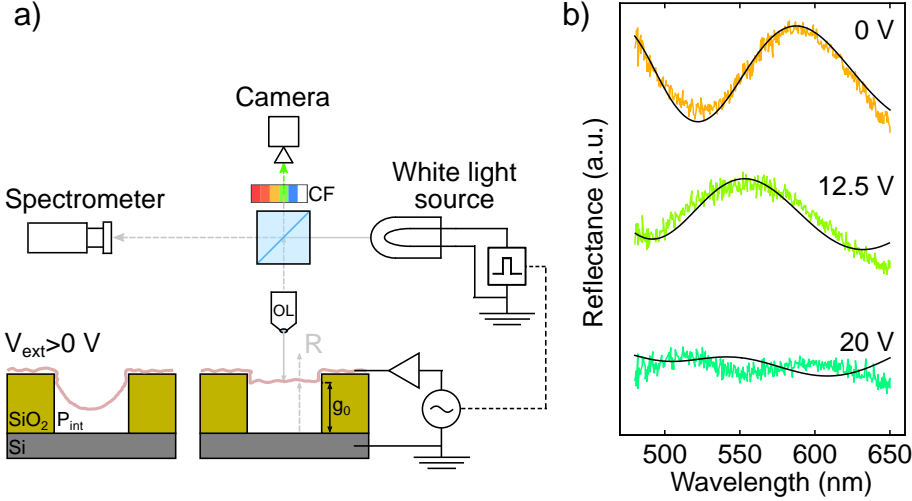 a)
Camera
CF
Spectrometer
White light
source
OL
V_ext>0 V
R
g_0
SiO_2
P_int
Si
b)
0 V
12.5 V
20 V
Reflectance (a.u.)
500 550 600 650
Wavelength (nm)